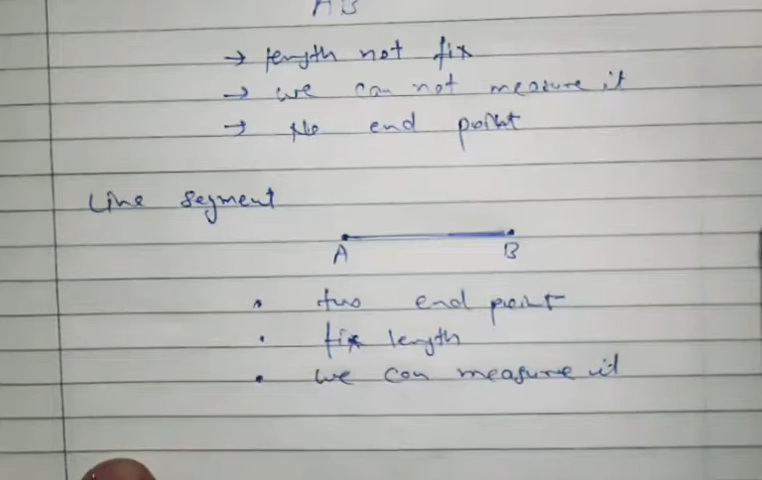 AB
→ length not fix
→ we can not measure it
→ No end point
Line segment
A B
• two end point
• fix length
• we can measure it